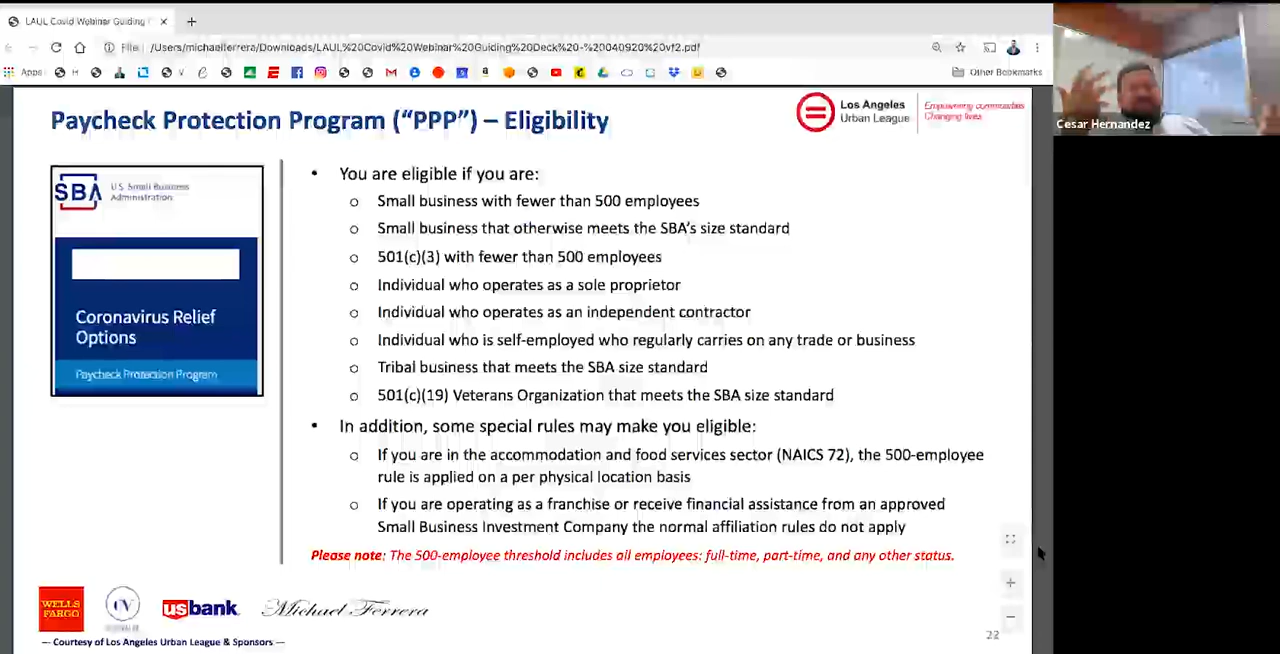 LAUL Covid Webinar Guiding
File
/Users/michaelferrera/Downloads/LAUL%20Covid%20Webinar%20Guiding%20Deck%20-%20040920%20vf2.pdf
Apps
Other Bookmarks
Paycheck Protection Program (“PPP”) – Eligibility
Los Angeles
Urban League
Empowering communities
Changing lives
Cesar Hernandez
SBA
U.S. Small Business
Administration
Coronavirus Relief
Options
Paycheck Protection Program
• You are eligible if you are:
o Small business with fewer than 500 employees
o Small business that otherwise meets the SBA’s size standard
o 501(c)(3) with fewer than 500 employees
o Individual who operates as a sole proprietor
o Individual who operates as an independent contractor
o Individual who is self-employed who regularly carries on any trade or business
o Tribal business that meets the SBA size standard
o 501(c)(19) Veterans Organization that meets the SBA size standard
• In addition, some special rules may make you eligible:
o If you are in the accommodation and food services sector (NAICS 72), the 500-employee
rule is applied on a per physical location basis
o If you are operating as a franchise or receive financial assistance from an approved
Small Business Investment Company the normal affiliation rules do not apply
Please note: The 500-employee threshold includes all employees: full-time, part-time, and any other status.
WELLS
FARGO
CV
usbank
Michael Ferrera
— Courtesy of Los Angeles Urban League & Sponsors —
22